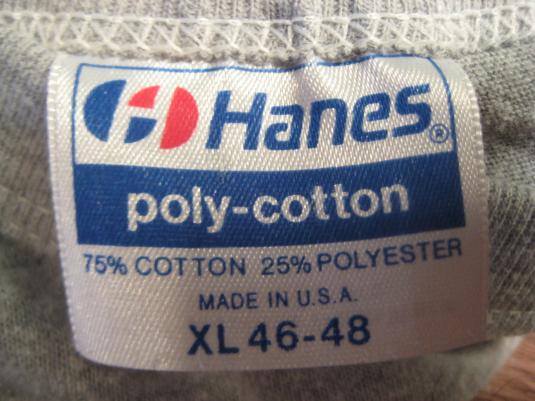 Hanes®
poly-cotton
75% COTTON 25% POLYESTER
MADE IN U.S.A.
XL 46-48